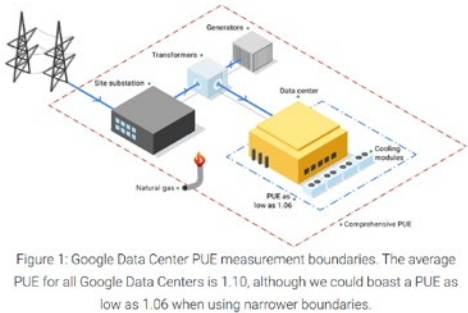 Generators
Transformers
Site substation
Data center
Cooling
modules
Natural gas
PUE as
low as 1.06
Comprehensive PUE
Figure 1: Google Data Center PUE measurement boundaries. The average
PUE for all Google Data Centers is 1.10, although we could boast a PUE as
low as 1.06 when using narrower boundaries.